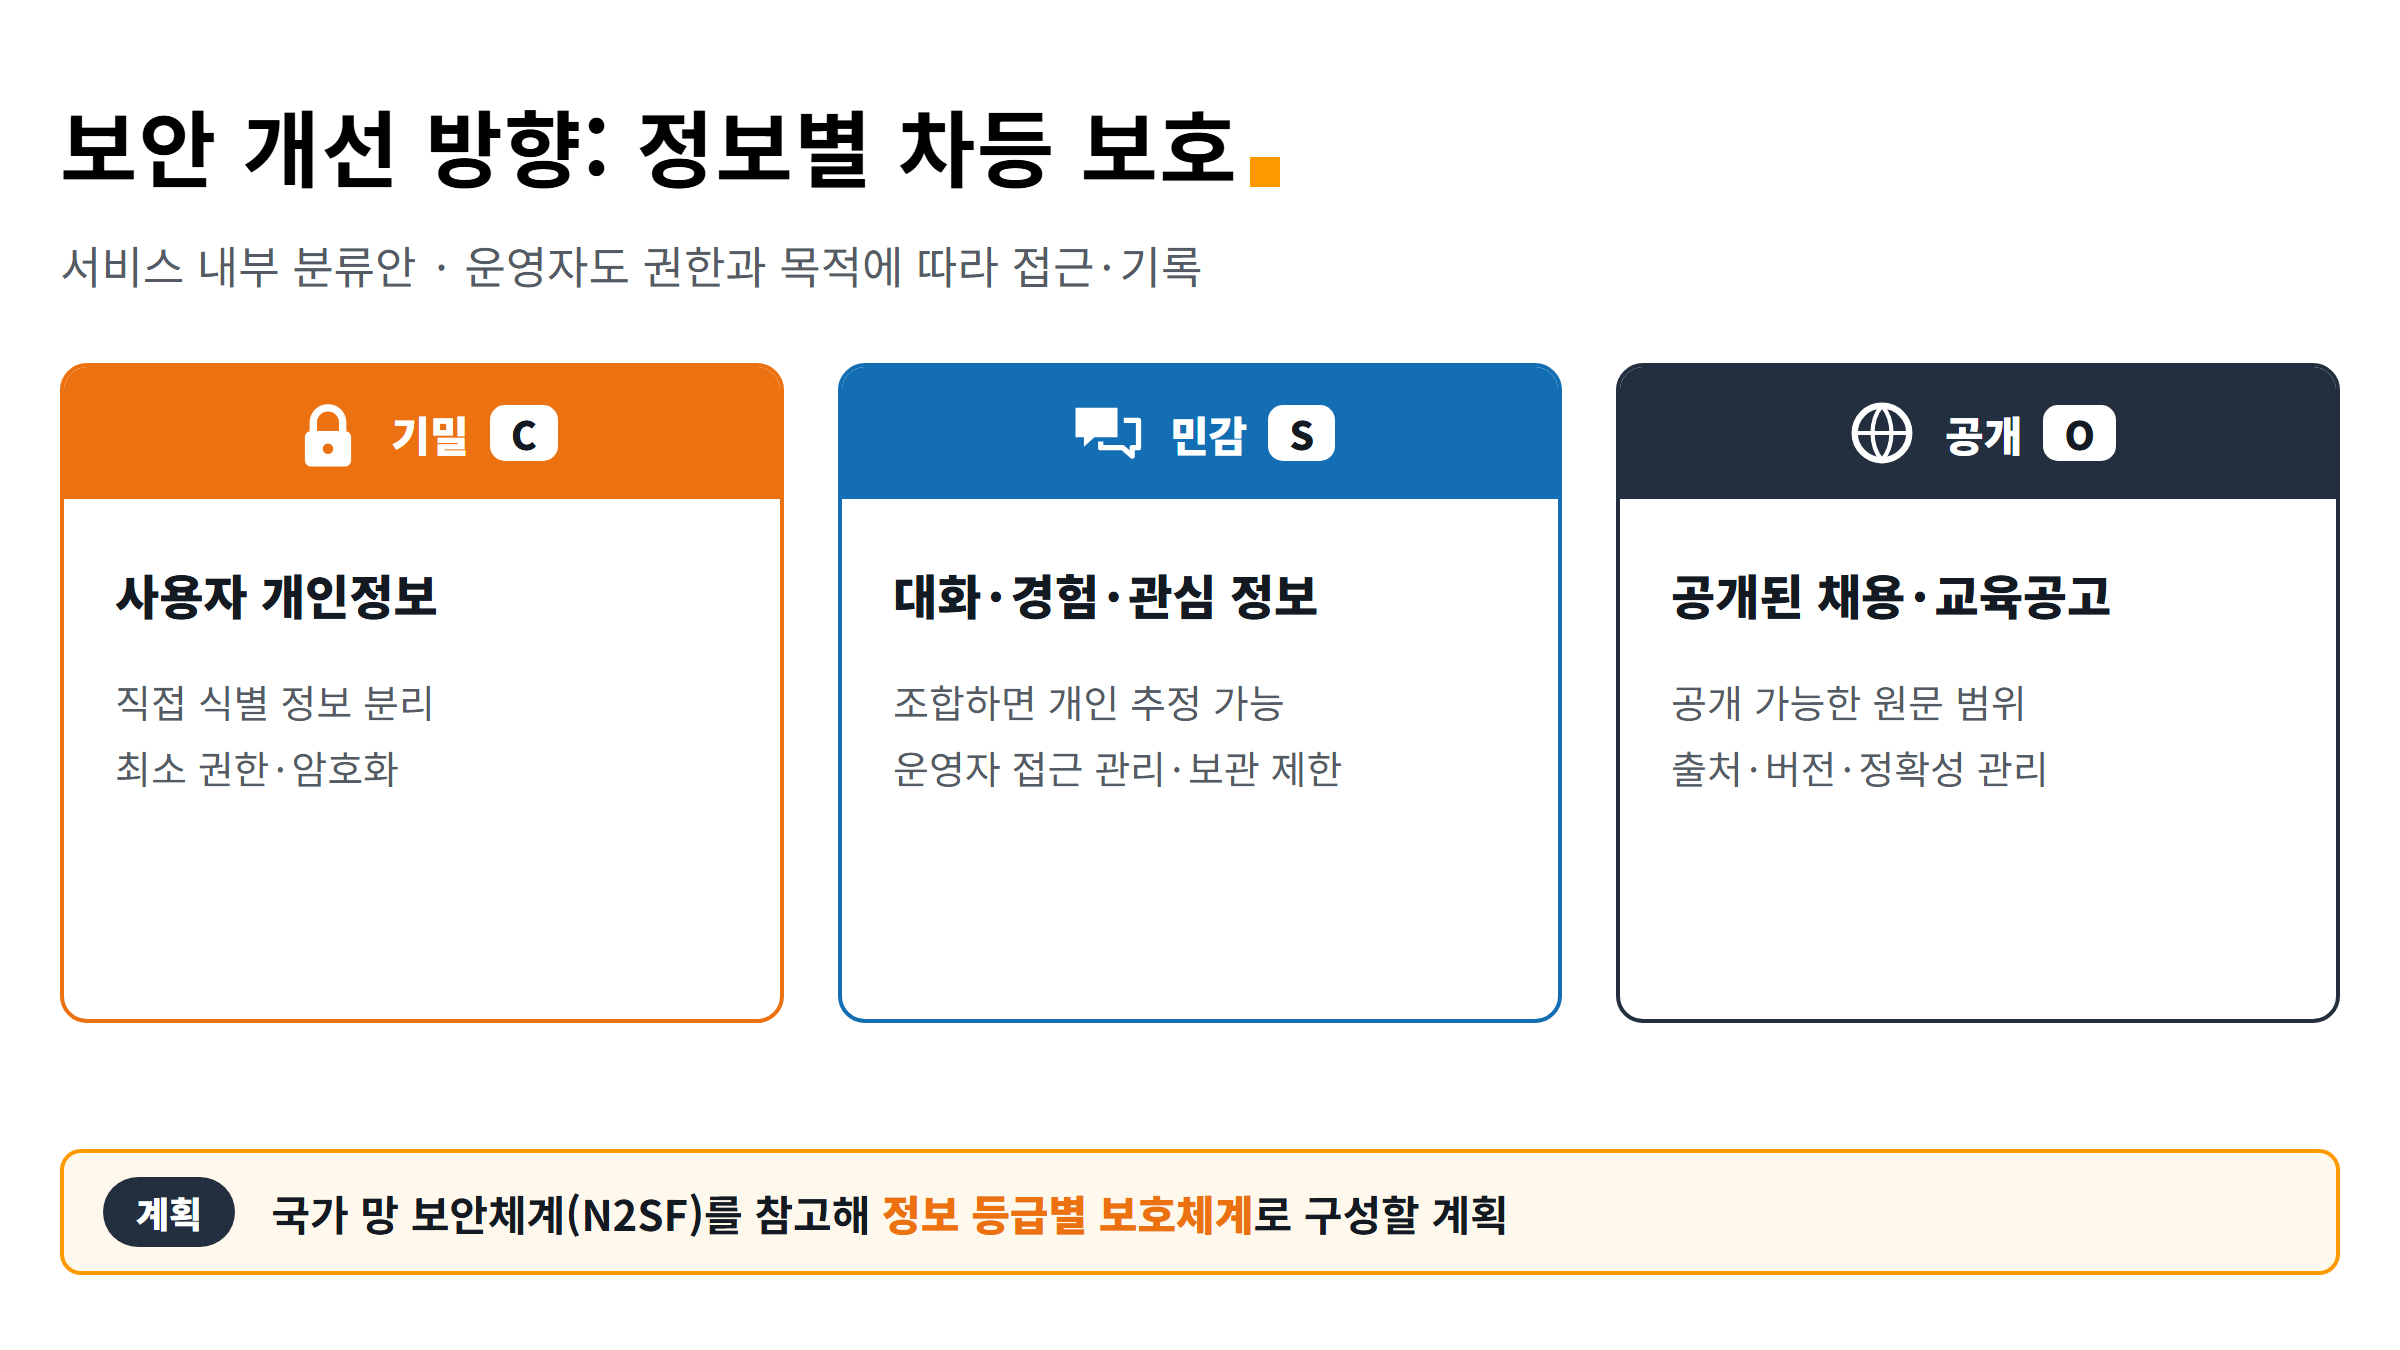 보안 개선 방향: 정보별 차등 보호
서비스 내부 분류안 · 운영자도 권한과 목적에 따라 접근·기록
기밀 C
사용자 개인정보
직접 식별 정보 분리
최소 권한·암호화
민감 S
대화·경험·관심 정보
조합하면 개인 추정 가능
운영자 접근 관리·보관 제한
공개 O
공개된 채용·교육공고
공개 가능한 원문 범위
출처·버전·정확성 관리
계획 국가 망 보안체계(N2SF)를 참고해 정보 등급별 보호체계로 구성할 계획